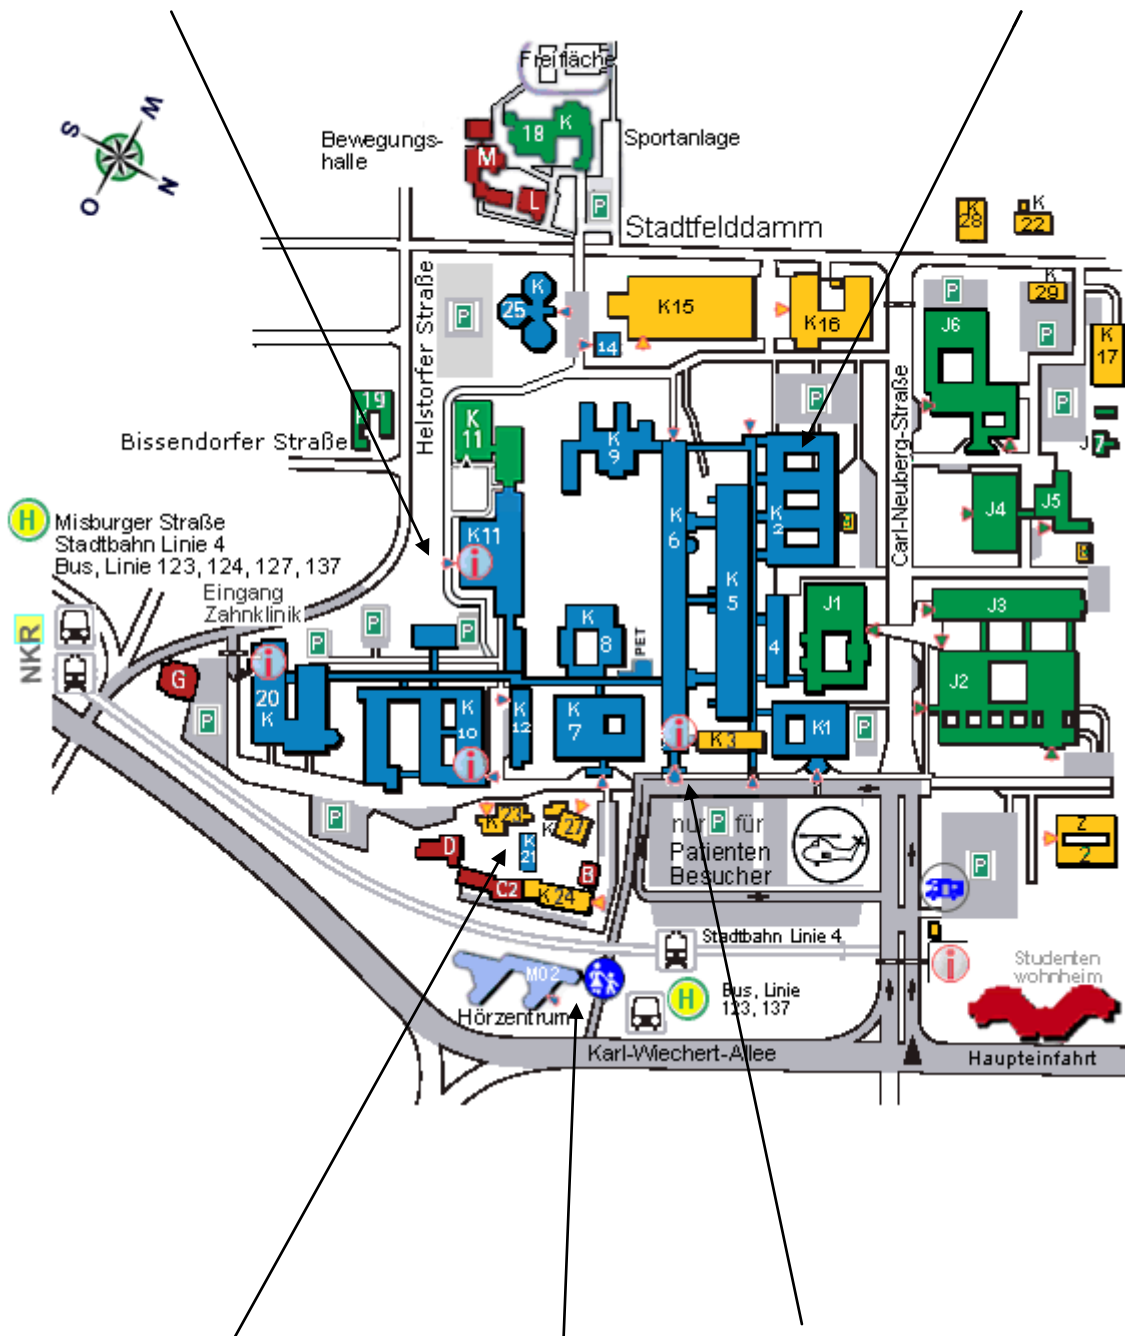 Freifläche
W
S
N
O
18 K
Bewegungs-
halle
Sportanlage
M
L
P
Stadtfelddamm
K
28
K
22
Helstorfer Straße
P
K
25
14
K15
K16
P
K
29
P
J6
K
17
19
K
Bissendorfer Straße
K
11
K
9
P
Carl-Neuberg-Straße
P
J
7
H
Misburger Straße
Stadtbahn Linie 4
Bus, Linie 123, 124, 127, 137
K11
i
K
6
K
2
J4
J5
Eingang
Zahnklinik
K
5
J1
J3
NKR
P
P
P
K
8
PET
4
G
i
20
K
P
K
10
i
K
12
K
7
i
K3
K1
P
J2
P
K
23
K
27
K
21
D
B
C2
K24
nur P für
Patienten
Besucher
P
Z
2
Stadtbahn Linie 4
i
Studenten
wohnheim
M02
Hörzentrum
H
Bus, Linie
123, 137
Karl-Wiechert-Allee
Haupteinfahrt